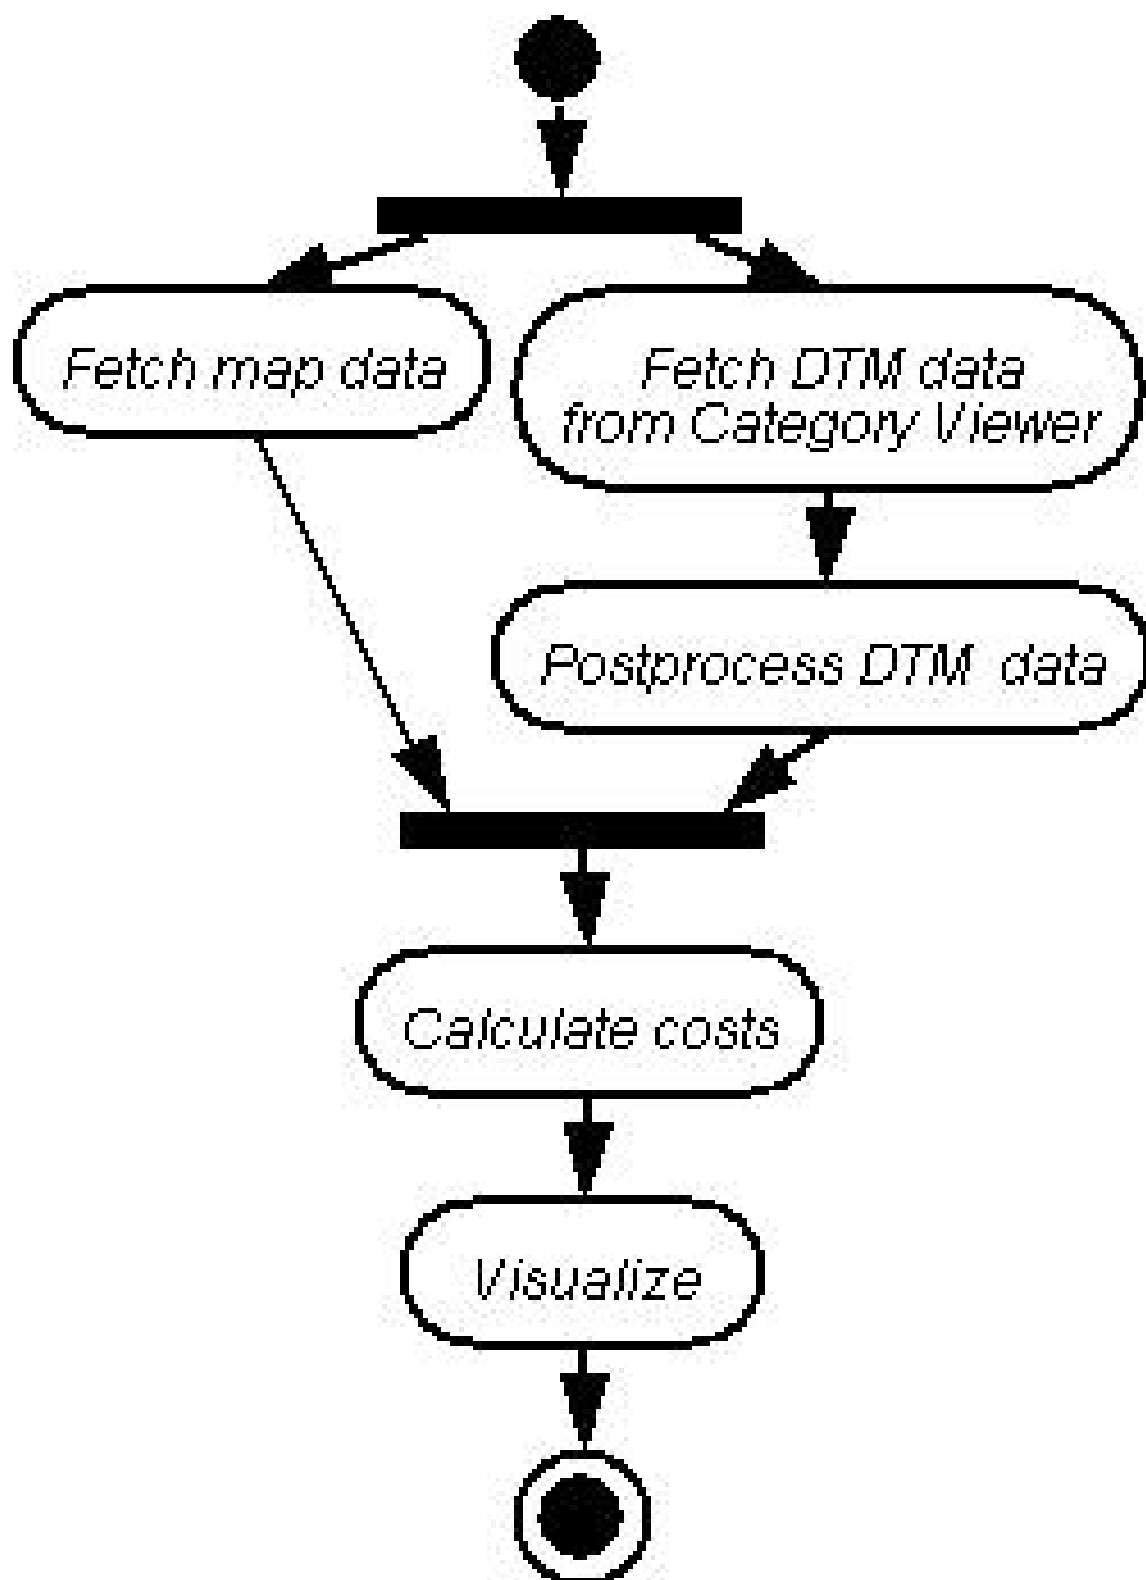 Fetch map data
Fetch DTM data
from Category Viewer
Postprocess DTM data
Calculate costs
Visualize